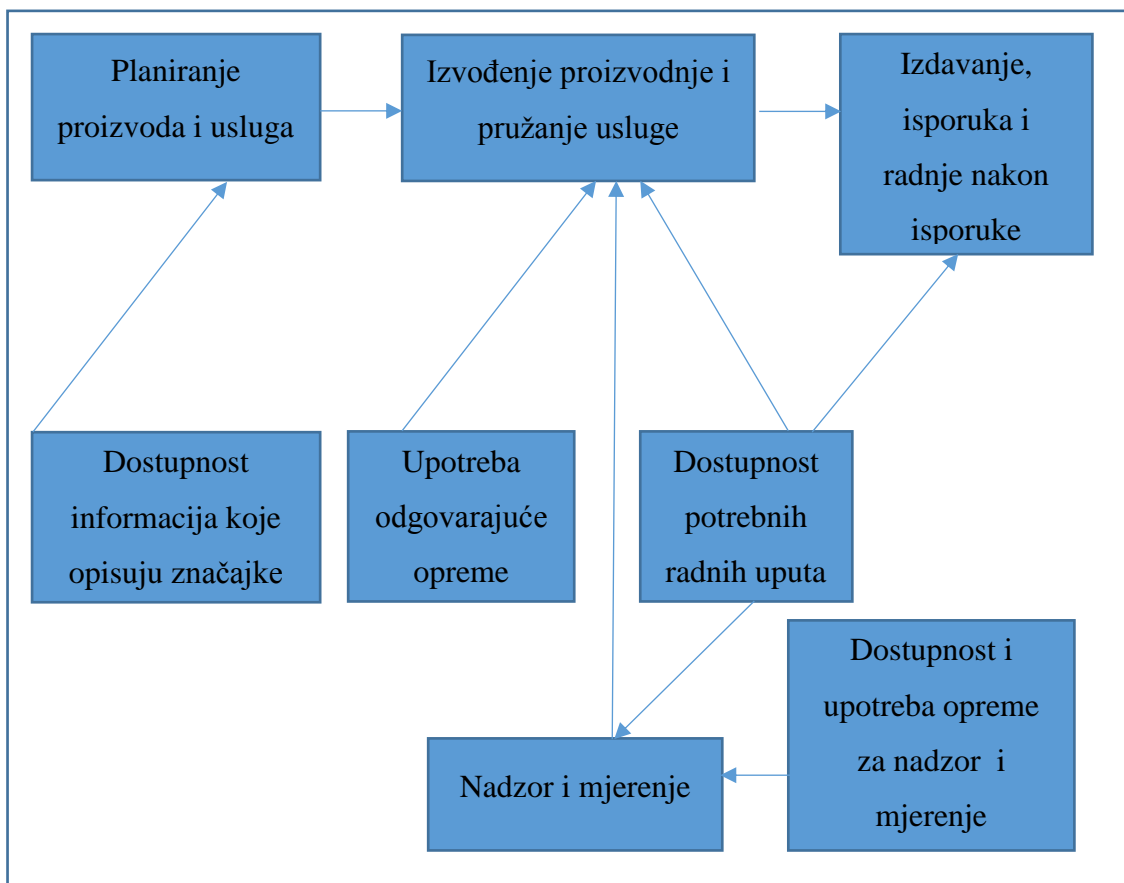 Planiranje
proizvoda i usluga
Izvođenje proizvodnje i
pružanje usluge
Izdavanje,
isporuka i
radnje nakon
isporuke
Dostupnost
informacija koje
opisuju značajke
Upotreba
odgovarajuće
opreme
Dostupnost
potrebnih
radnih uputa
Nadzor i mjerenje
Dostupnost i
upotreba opreme
za nadzor i
mjerenje